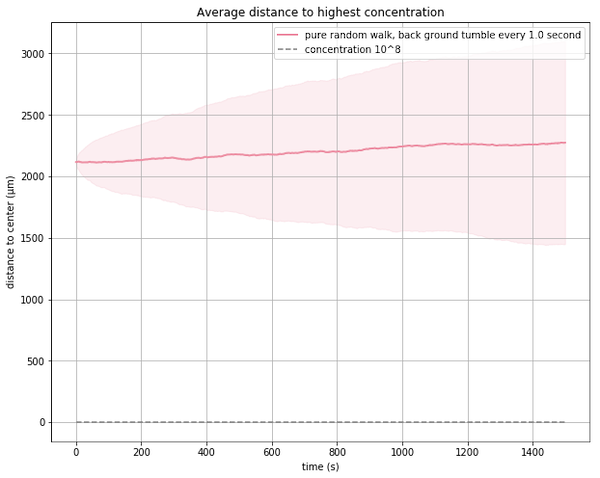 Average distance to highest concentration
pure random walk, back ground tumble every 1.0 second
concentration 10^8
distance to center (µm)
3000
2500
2000
1500
1000
500
0
0 200 400 600 800 1000 1200 1400
time (s)